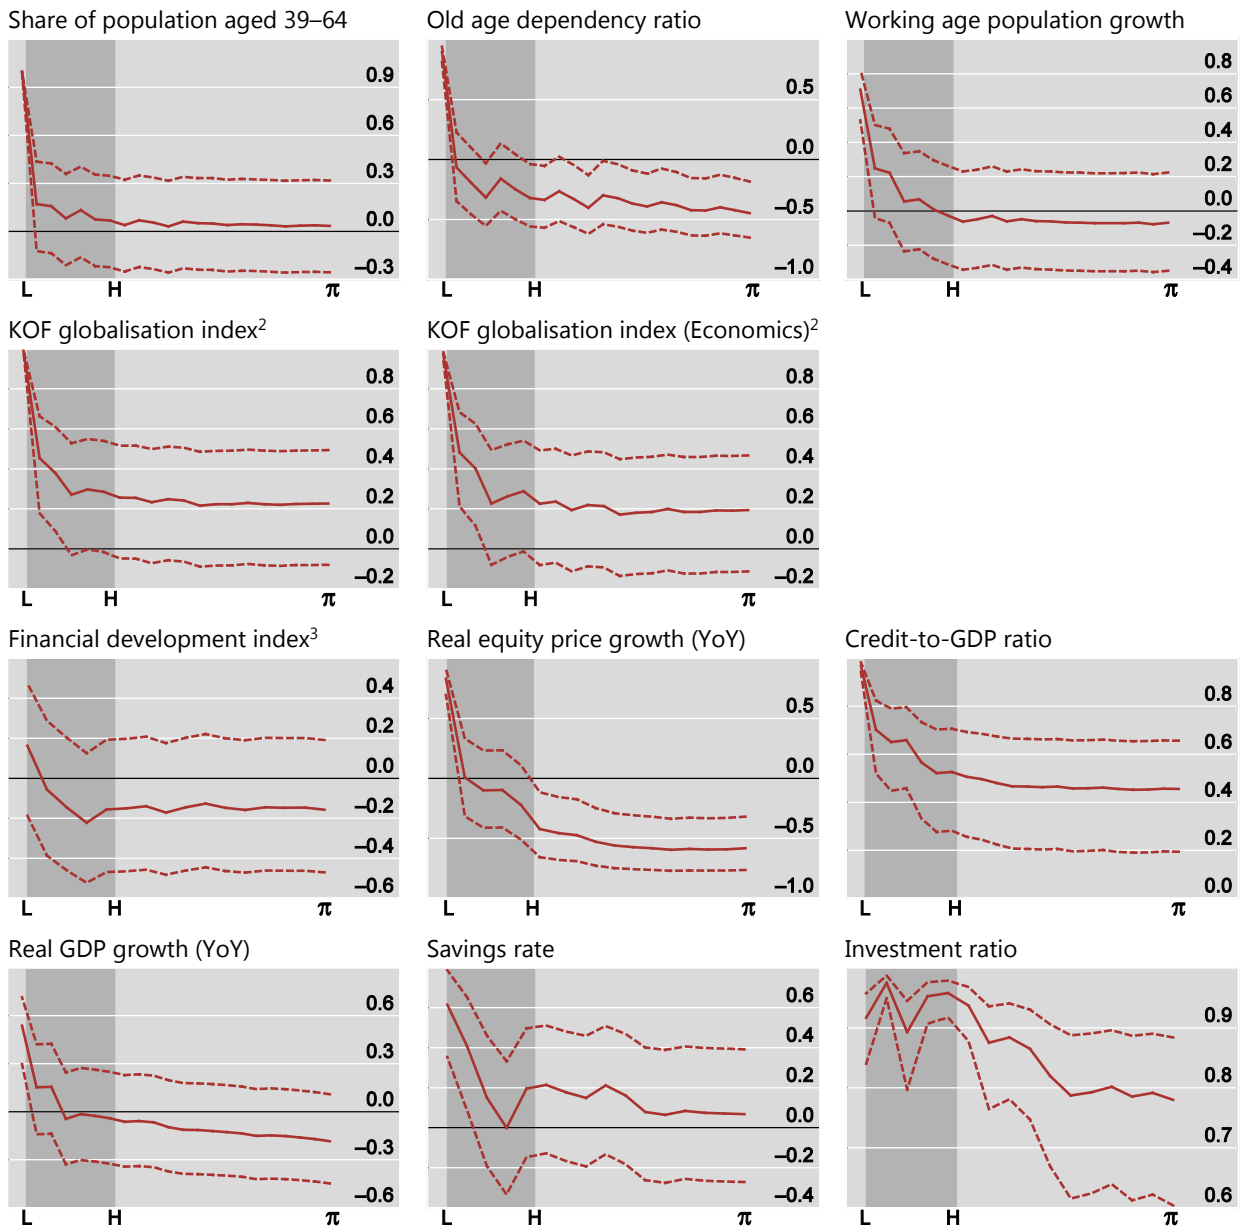 Share of population aged 39–64
Old age dependency ratio
Working age population growth
0.9
0.6
0.3
0.0
–0.3
L H π
0.5
0.0
–0.5
–1.0
L H π
0.8
0.6
0.4
0.2
0.0
–0.2
–0.4
L H π
KOF globalisation index²
KOF globalisation index (Economics)²
0.8
0.6
0.4
0.2
0.0
–0.2
L H π
0.8
0.6
0.4
0.2
0.0
–0.2
L H π
Financial development index³
Real equity price growth (YoY)
Credit-to-GDP ratio
0.4
0.2
0.0
–0.2
–0.4
–0.6
L H π
0.5
0.0
–0.5
–1.0
L H π
0.8
0.6
0.4
0.2
0.0
L H π
Real GDP growth (YoY)
Savings rate
Investment ratio
0.6
0.3
0.0
–0.3
–0.6
L H π
0.6
0.4
0.2
0.0
–0.2
–0.4
L H π
0.9
0.8
0.7
0.6
L H π